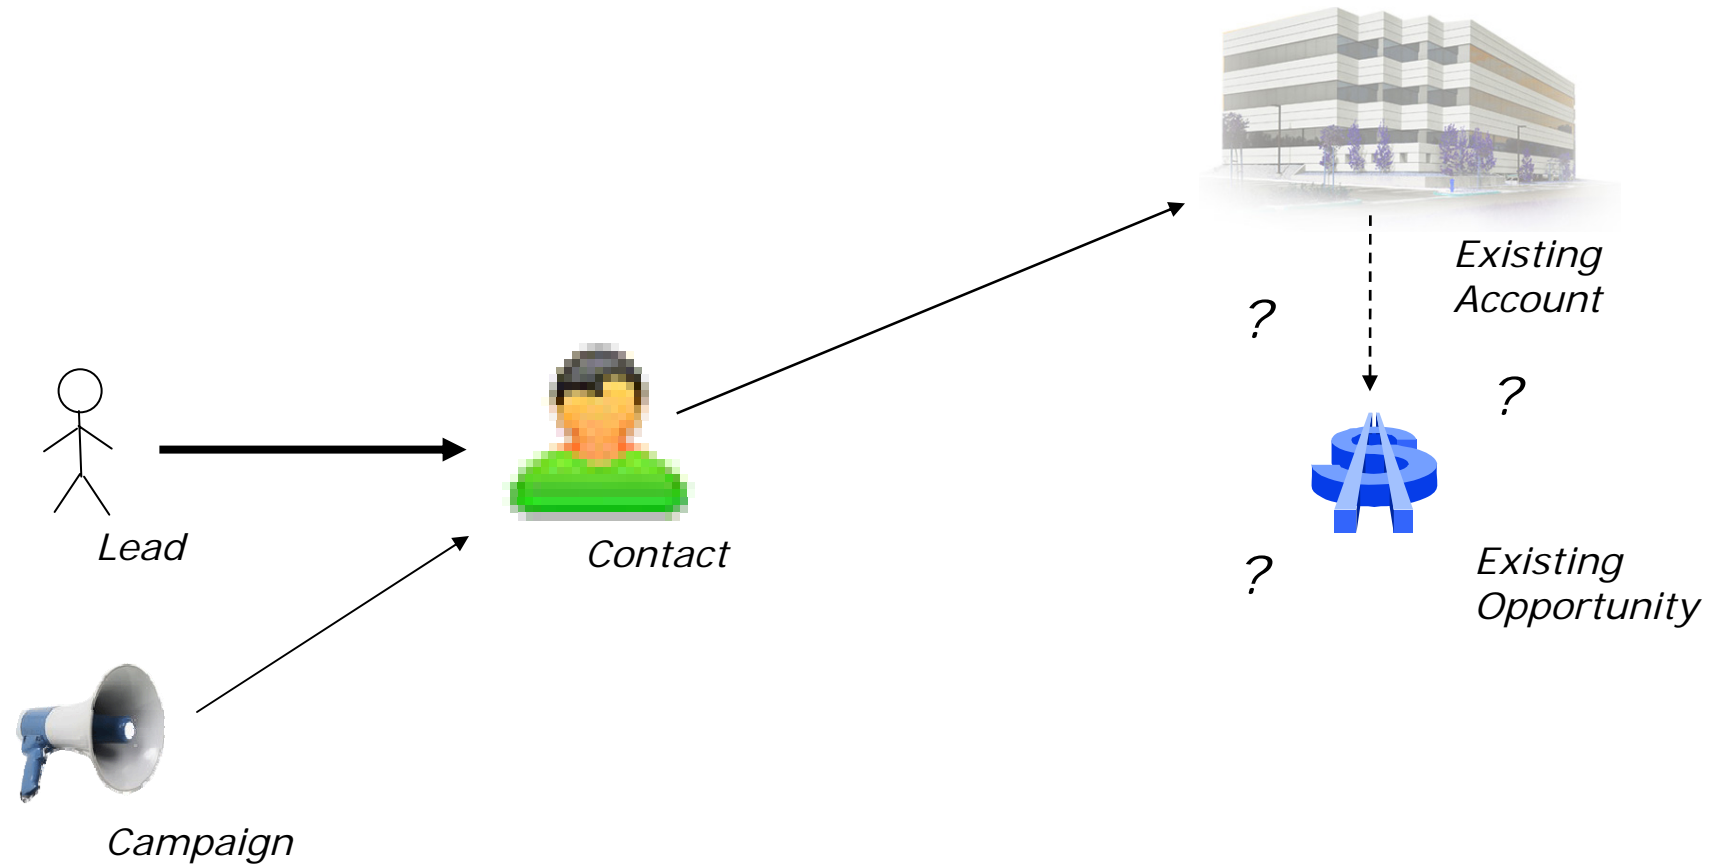 Existing
Account
?
?
Lead
Contact
?
Existing
Opportunity
Campaign